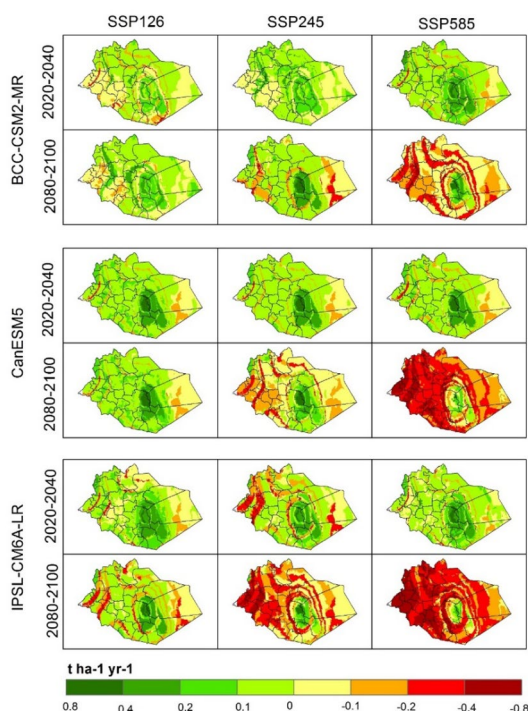 SSP126 SSP245 SSP585
BCC-CSM2-MR
2020-2040
2080-2100
CanESM5
2020-2040
2080-2100
IPSL-CM6A-LR
2020-2040
2080-2100
t ha-1 yr-1
0.8 0.4 0.2 0.1 0 -0.1 -0.2 -0.4 -0.8